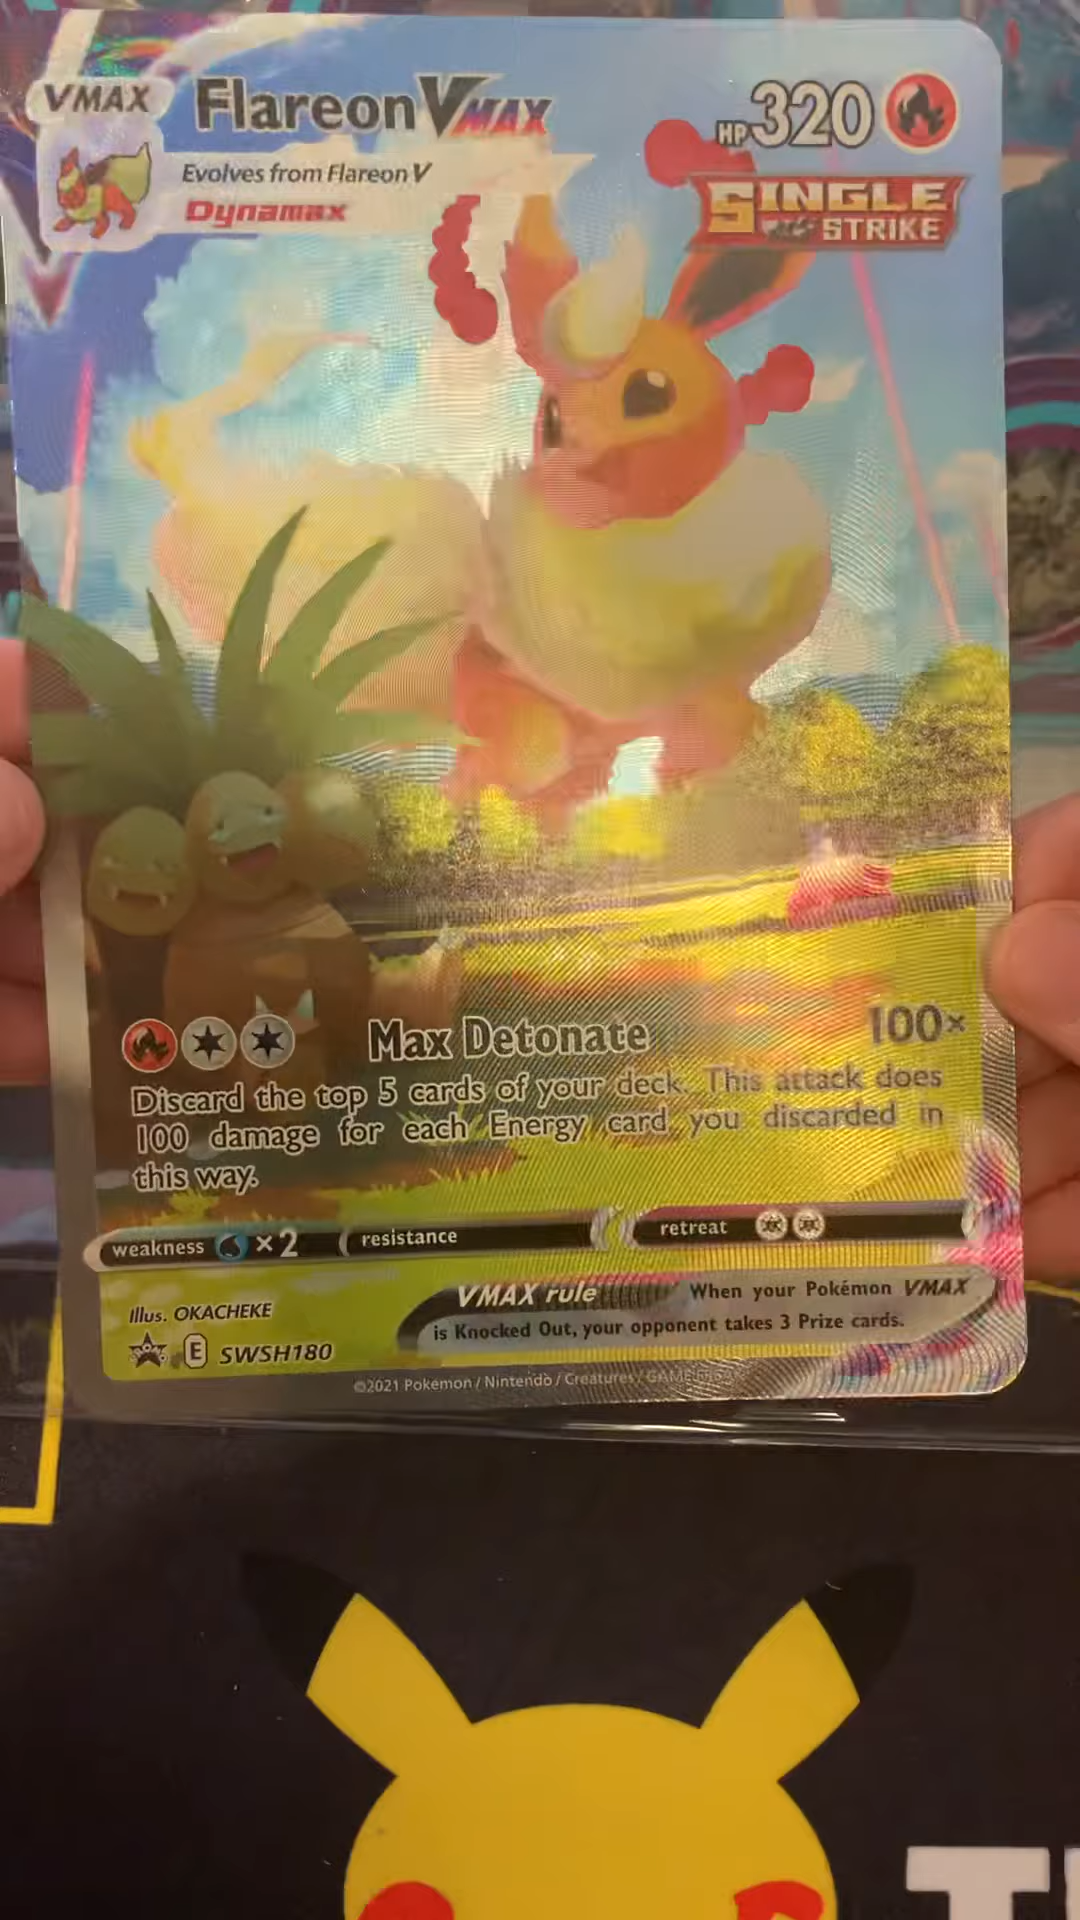 VMAX Flareon VMAX HP 320
Evolves from Flareon V
Dynamax
SINGLE
STRIKE
Max Detonate 100×
Discard the top 5 cards of your deck. This attack does
100 damage for each Energy card you discarded in
this way.
weakness ×2 resistance retreat
Illus. OKACHEKE
VMAX rule When your Pokémon VMAX
is Knocked Out, your opponent takes 3 Prize cards.
E SWSH180
©2021 Pokémon / Nintendo / Creatures / GAME